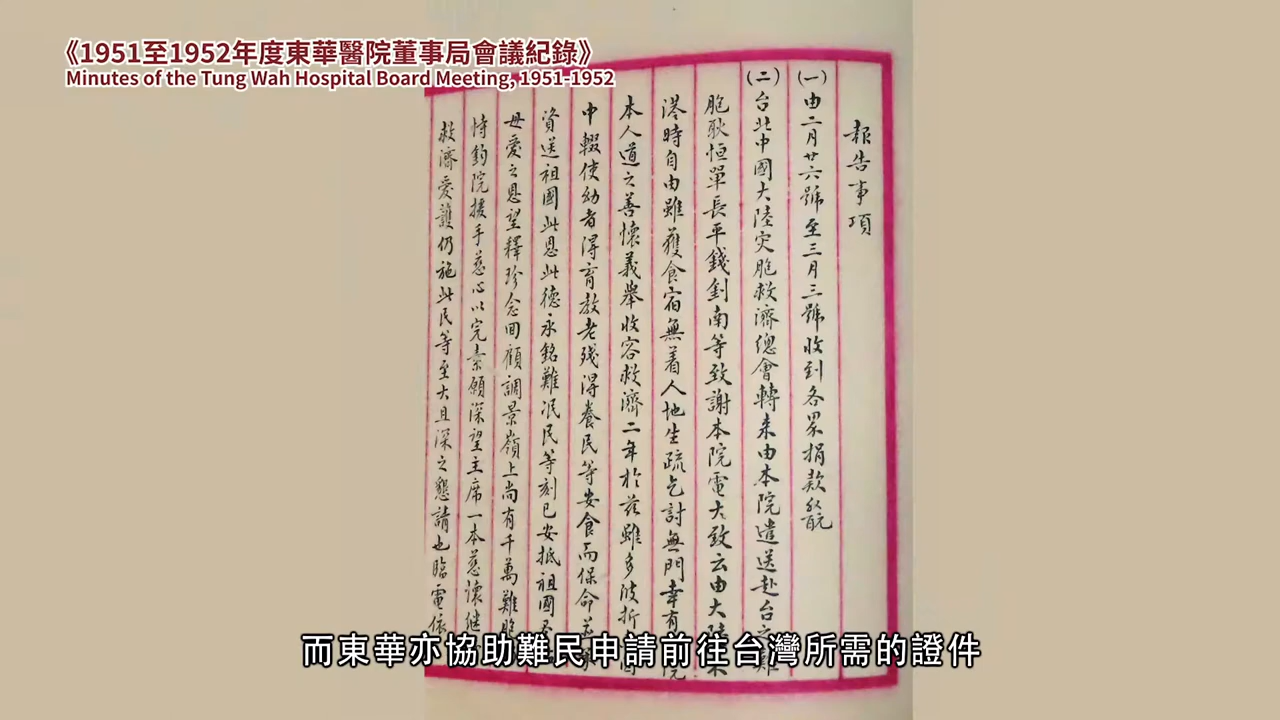 《1951至1952年度東華醫院董事局會議紀錄》
Minutes of the Tung Wah Hospital Board Meeting, 1951-1952
報告事項
(一)由二月廿六號至三月三號收到各界捐款
(二)台北中國大陸災胞救濟總會轉来由本院遣送赴台之難
胞耿恒單長平錢釗南等致謝本院電大致云由大陸来
港時自由雖獲食宿無着人地生疏乞討無門幸有
本人道之善懷義舉收容救濟二年於茲雖多波折
中輟使幼者得育教老残得養民等安食而保命
資送祖國此恩此德永銘難泯民等刻已安抵祖國
母愛之恩望釋珍念囬顧調景嶺上尚有千萬難胞
恃鈞院援手慈心以完素願深望主席一本慈懷继
救濟愛護仍施此民等至大且深之懇請也臨電依
而東華亦協助難民申請前往台灣所需的證件